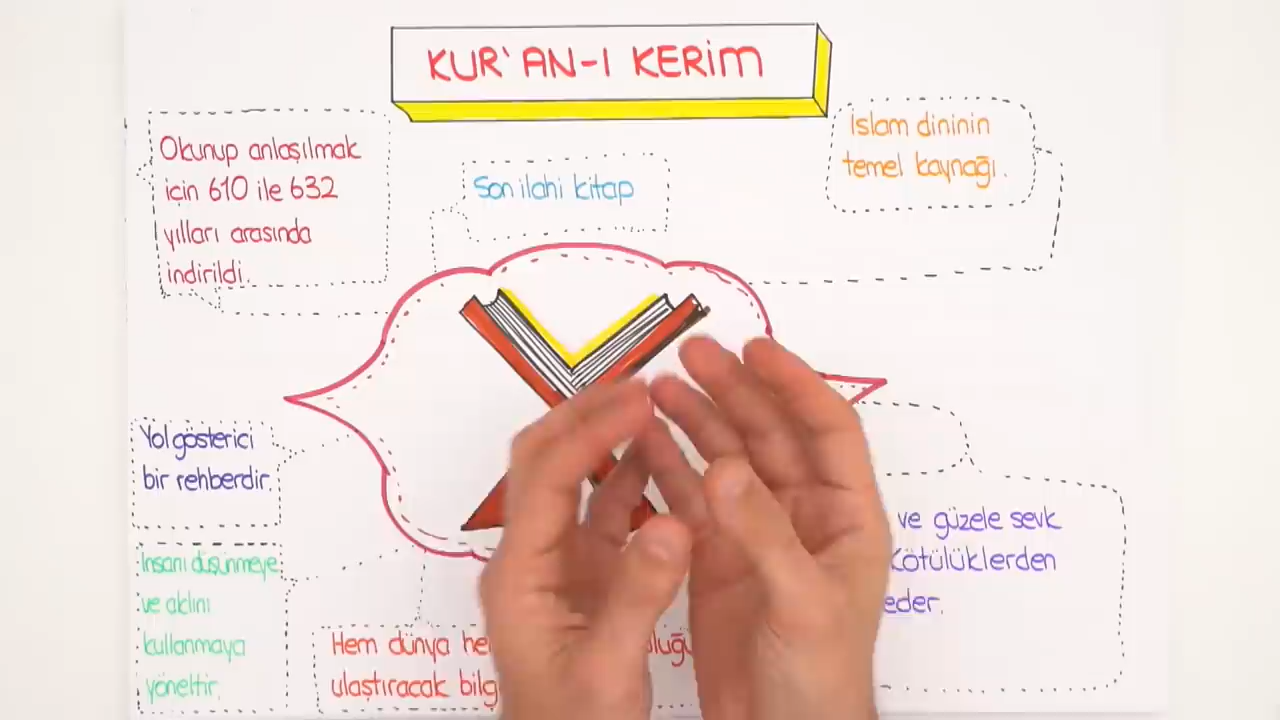 KUR'AN-I KERİM
Okunup anlaşılmak
için 610 ile 632
yılları arasında
indirildi.
Son ilahi kitap
İslam dininin
temel kaynağı.
Yol gösterici
bir rehberdir.
İnsanı düşünmeye
ve aklını
kullanmaya
yöneltir.
Hem dünya
ulaştıracak
ve güzele sevk
kötülüklerden
eder.